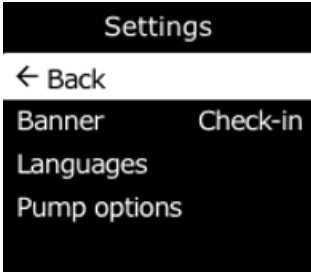 Settings
← Back
Banner Check-in
Languages
Pump options